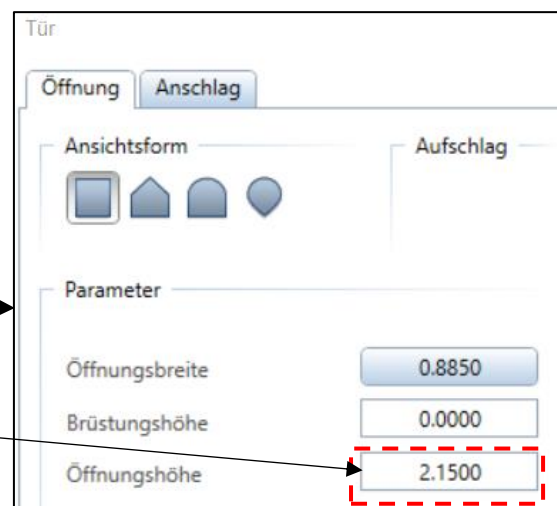 Tür
Öffnung Anschlag
Ansichtsform Aufschlag
Parameter
Öffnungsbreite 0.8850
Brüstungshöhe 0.0000
Öffnungshöhe 2.1500